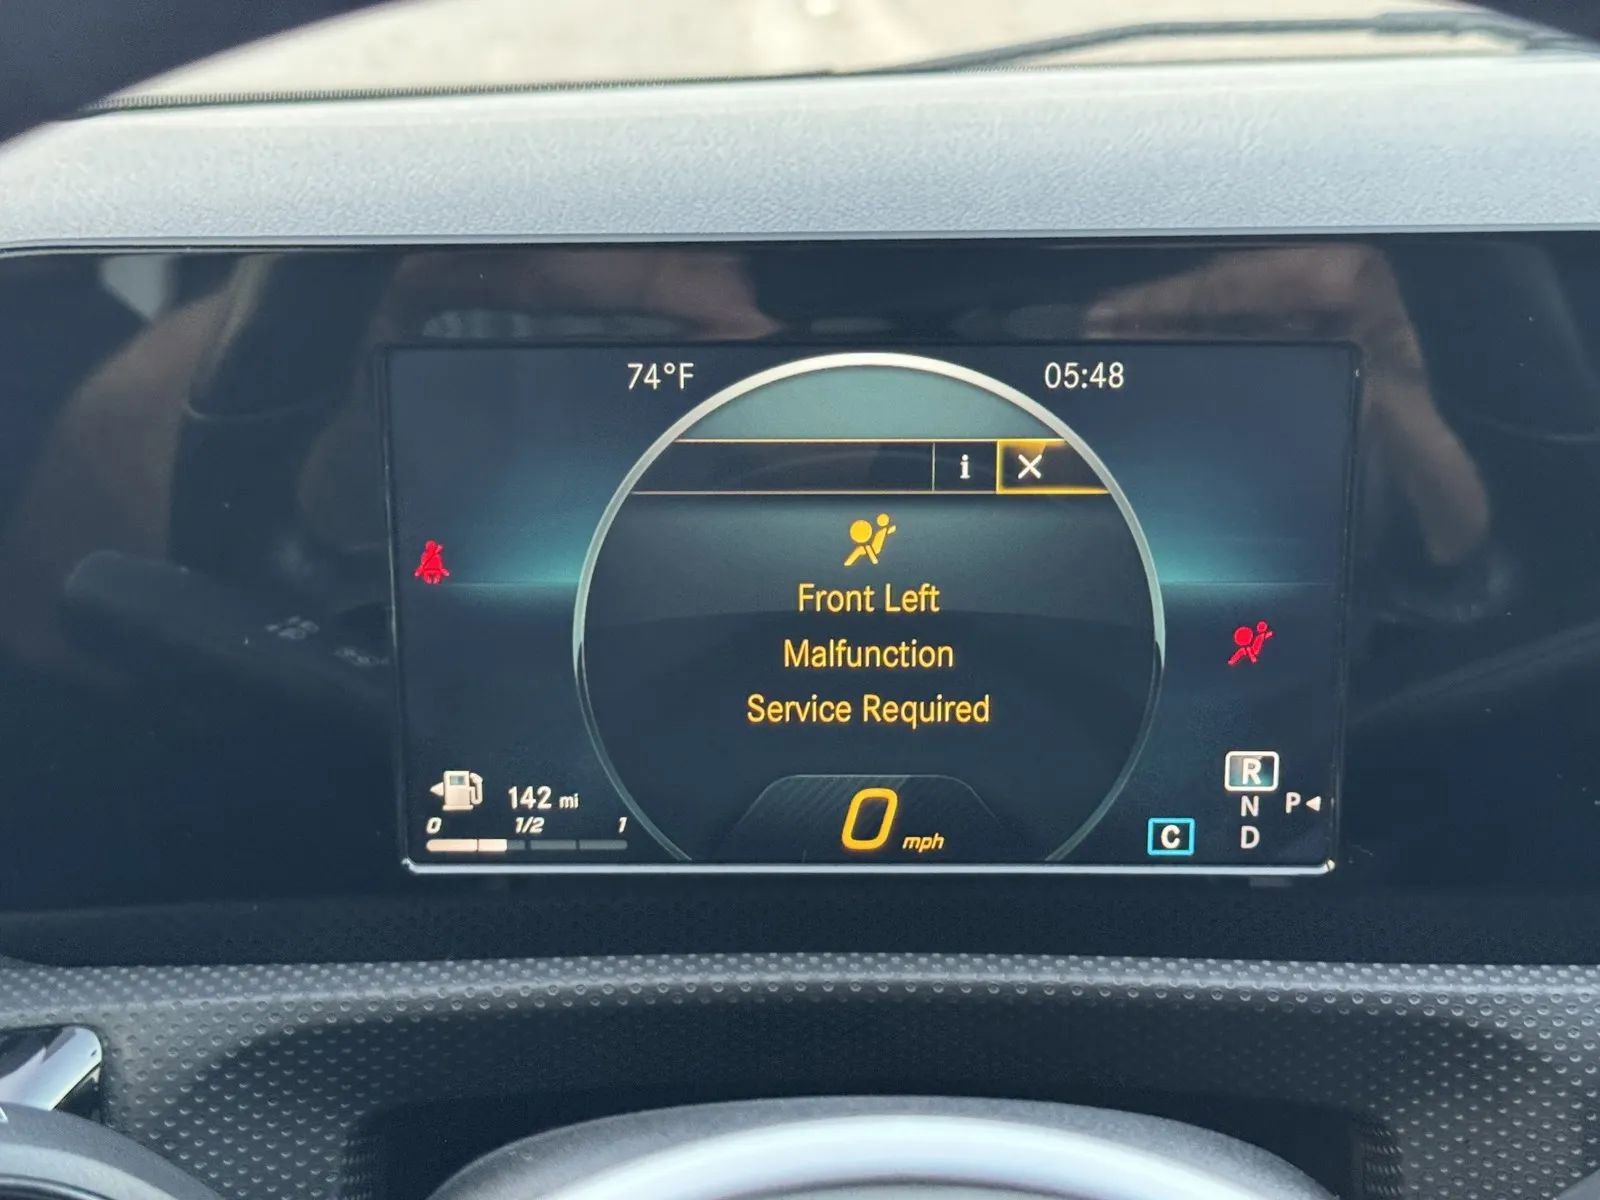 74°F
05:48
i
Front Left
Malfunction
Service Required
142 mi
0 1/2 1
0 mph
C
R
N
P
D